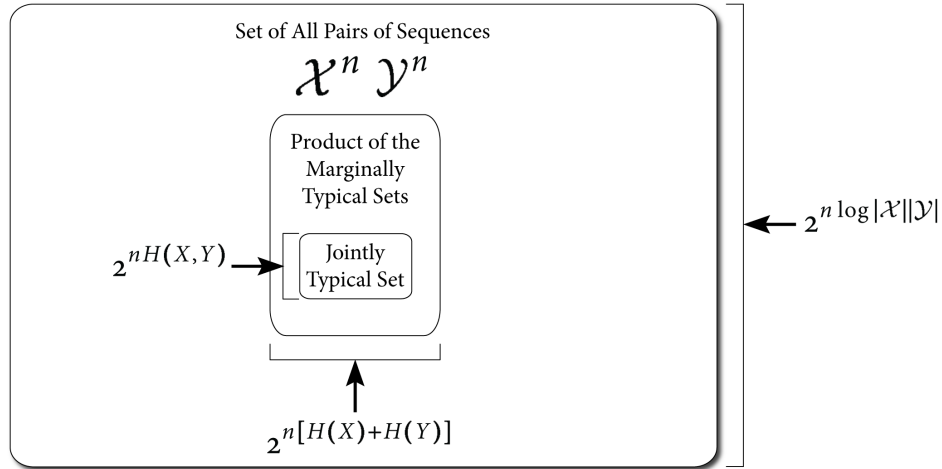 Set of All Pairs of Sequences
𝒳ⁿ 𝒴ⁿ
Product of the
Marginally
Typical Sets
2^{n log|𝒳||𝒴|}
2^{nH(X,Y)}
Jointly
Typical Set
2^{n[H(X)+H(Y)]}